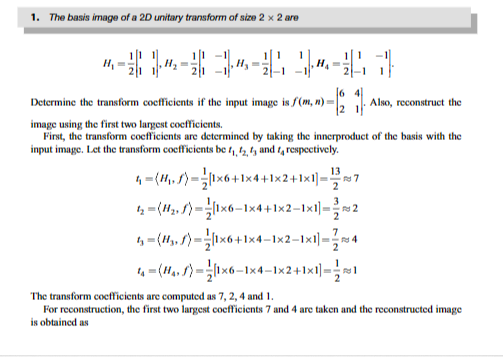 1. The basis image of a 2D unitary transform of size 2 × 2 are
H₁ = 1/2 [1 1; 1 1], H₂ = 1/2 [1 −1; 1 −1], H₃ = 1/2 [1 1; −1 −1], H₄ = 1/2 [1 −1; −1 1].
Determine the transform coefficients if the input image is f(m, n) = [6 4; 2 1]. Also, reconstruct the
image using the first two largest coefficients.
First, the transform coefficients are determined by taking the innerproduct of the basis with the
input image. Let the transform coefficients be t₁, t₂, t₃ and t₄ respectively.
t₁ = ⟨H₁, f⟩ = 1/2 [1×6+1×4+1×2+1×1] = 13/2 ≈ 7
t₂ = ⟨H₂, f⟩ = 1/2 [1×6−1×4+1×2−1×1] = 3/2 ≈ 2
t₃ = ⟨H₃, f⟩ = 1/2 [1×6+1×4−1×2−1×1] = 7/2 ≈ 4
t₄ = ⟨H₄, f⟩ = 1/2 [1×6−1×4−1×2+1×1] = 1/2 ≈ 1
The transform coefficients are computed as 7, 2, 4 and 1.
For reconstruction, the first two largest coefficients 7 and 4 are taken and the reconstructed image
is obtained as